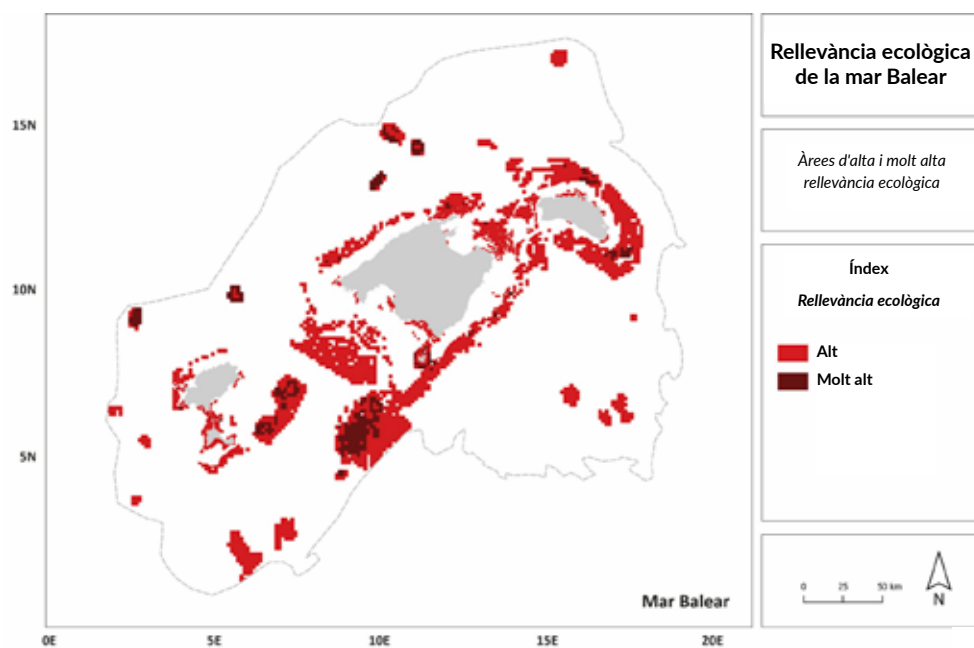 Rellevància ecològica
de la mar Balear
Àrees d'alta i molt alta
rellevància ecològica
Índex
Rellevància ecològica
Alt
Molt alt
0 25 50 km
N
15N
10N
5N
Mar Balear
0E 5E 10E 15E 20E